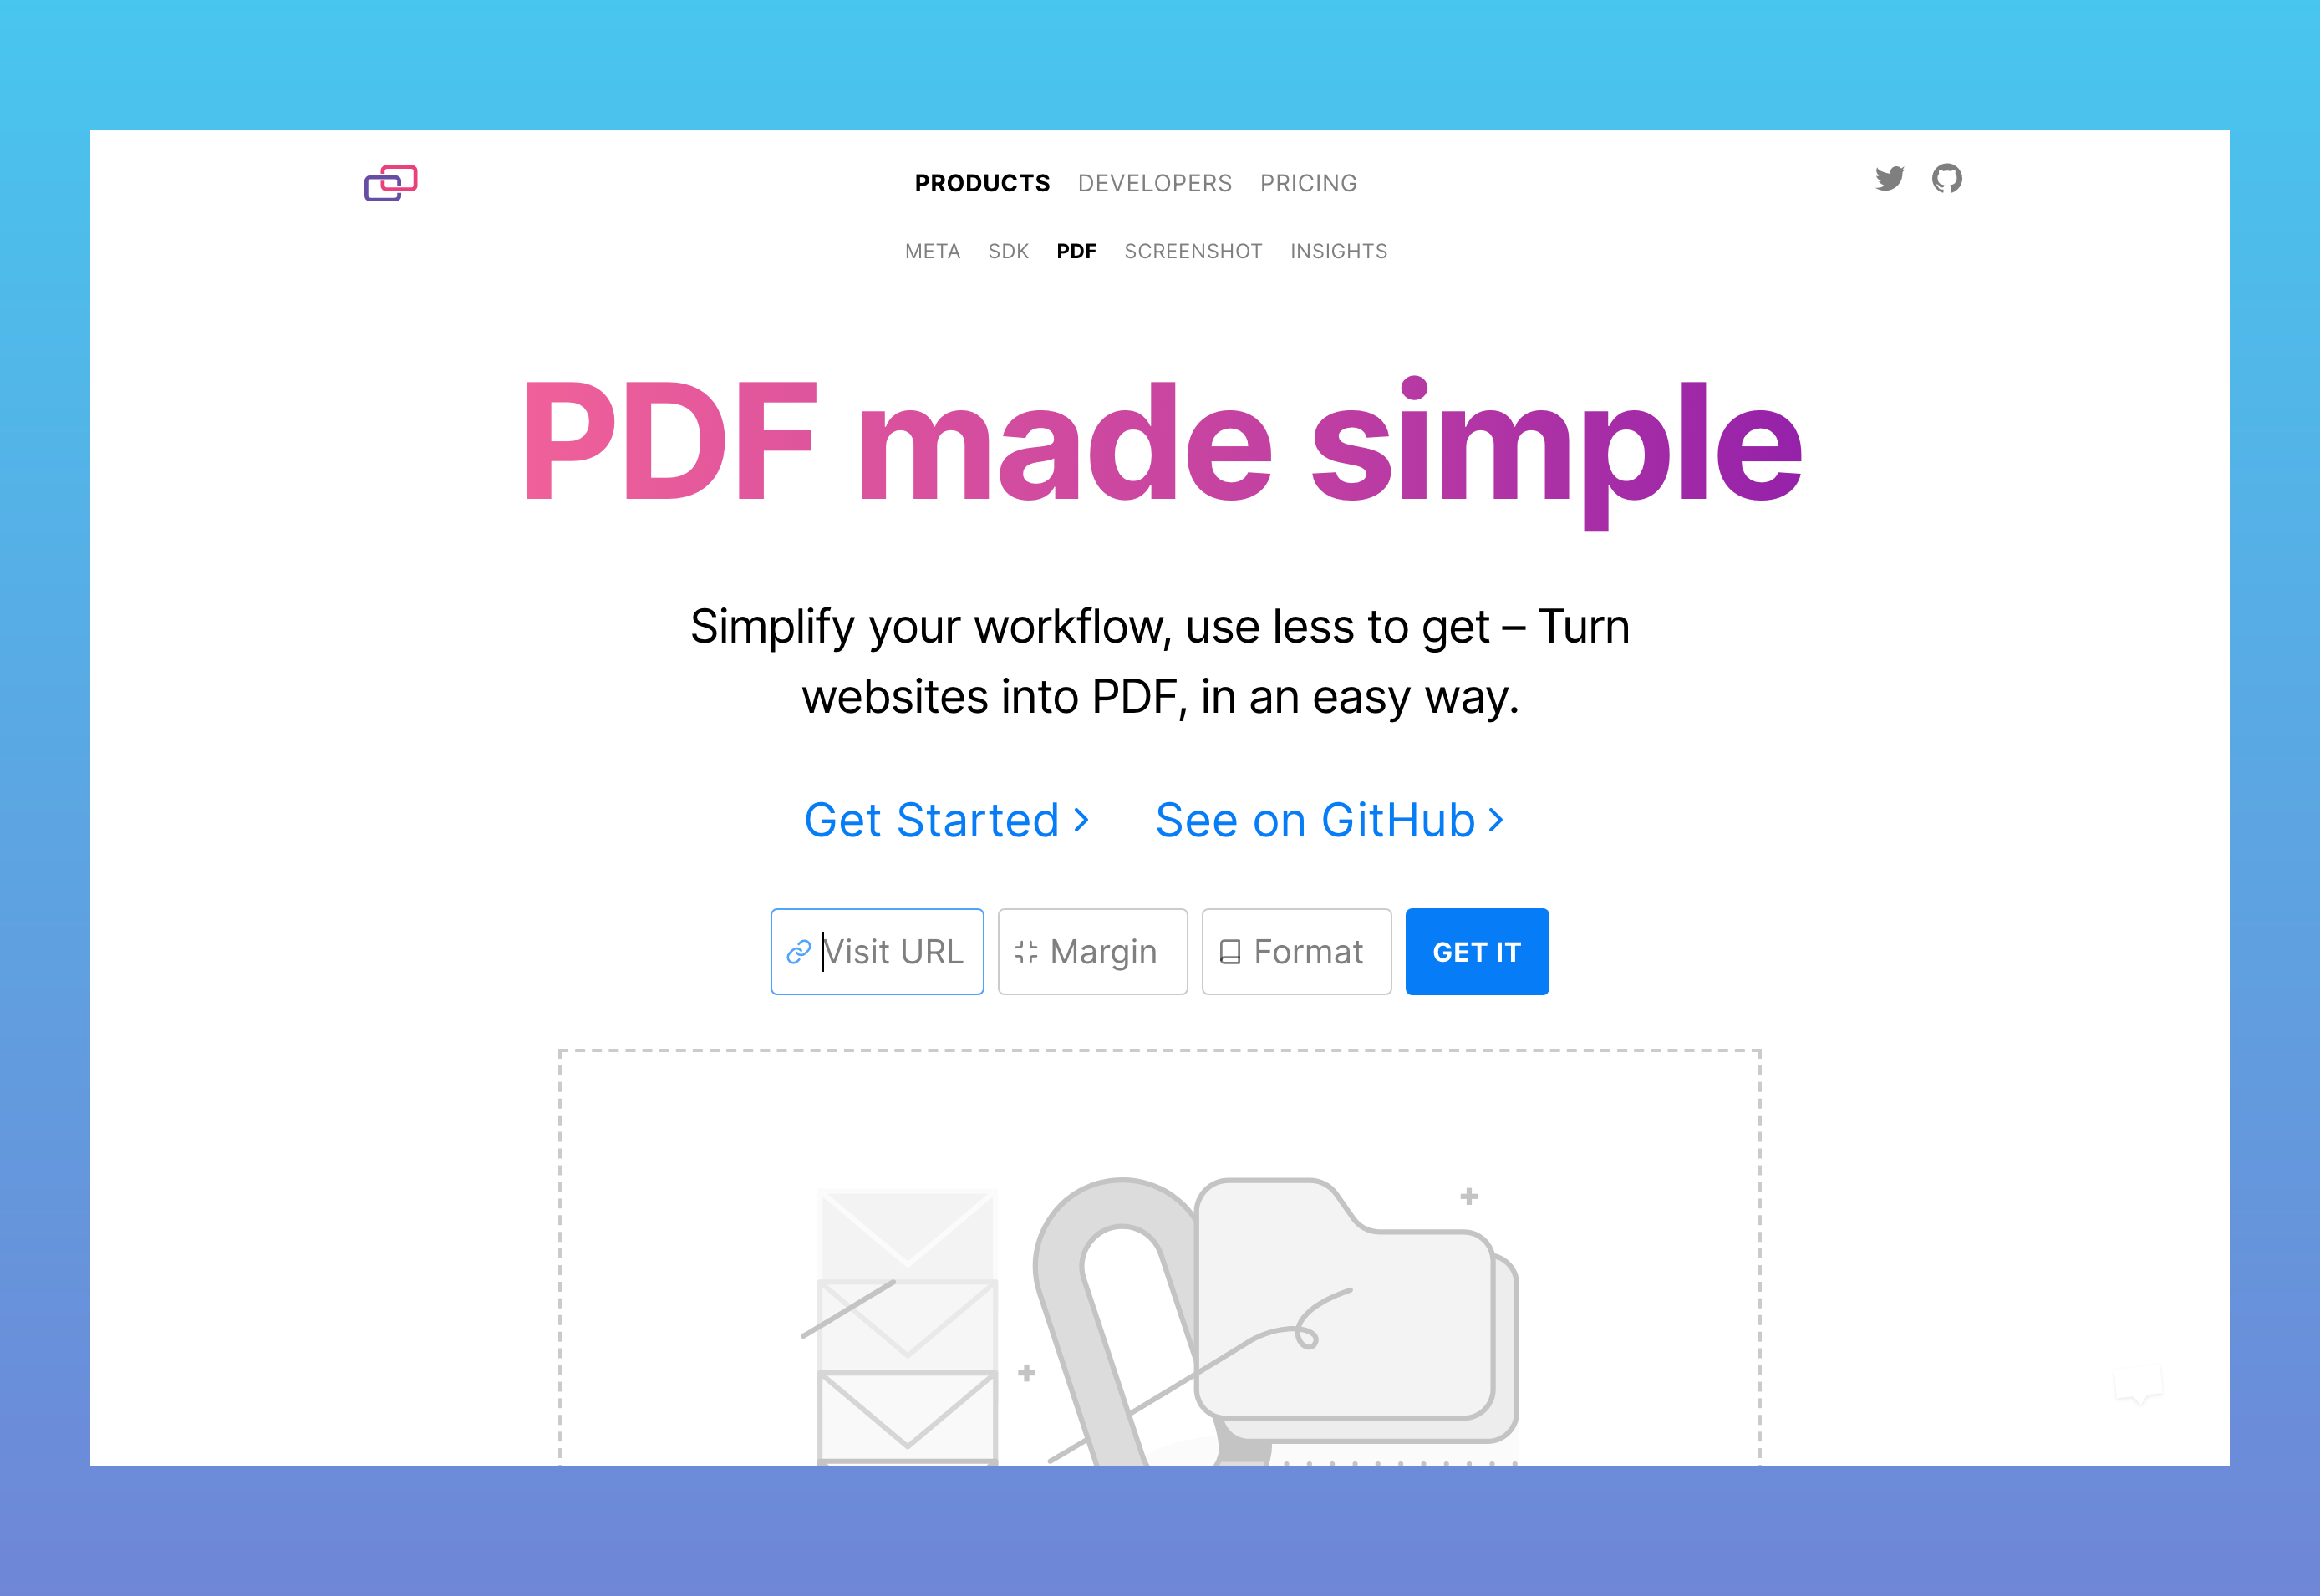 PRODUCTS DEVELOPERS PRICING
META SDK PDF SCREENSHOT INSIGHTS
PDF made simple
Simplify your workflow, use less to get – Turn
websites into PDF, in an easy way.
Get Started See on GitHub
Visit URL Margin Format GET IT